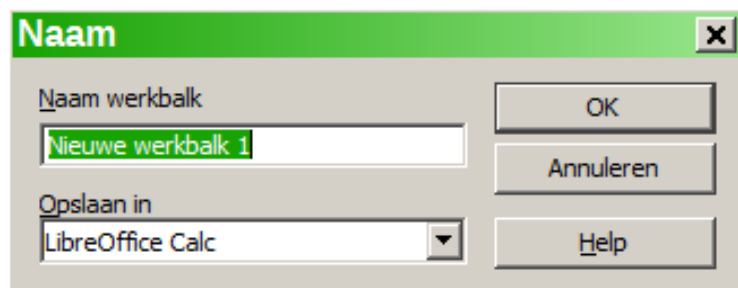 Naam
Naam werkbalk
OK
Nieuwe werkbalk 1
Annuleren
Opslaan in
LibreOffice Calc
Help